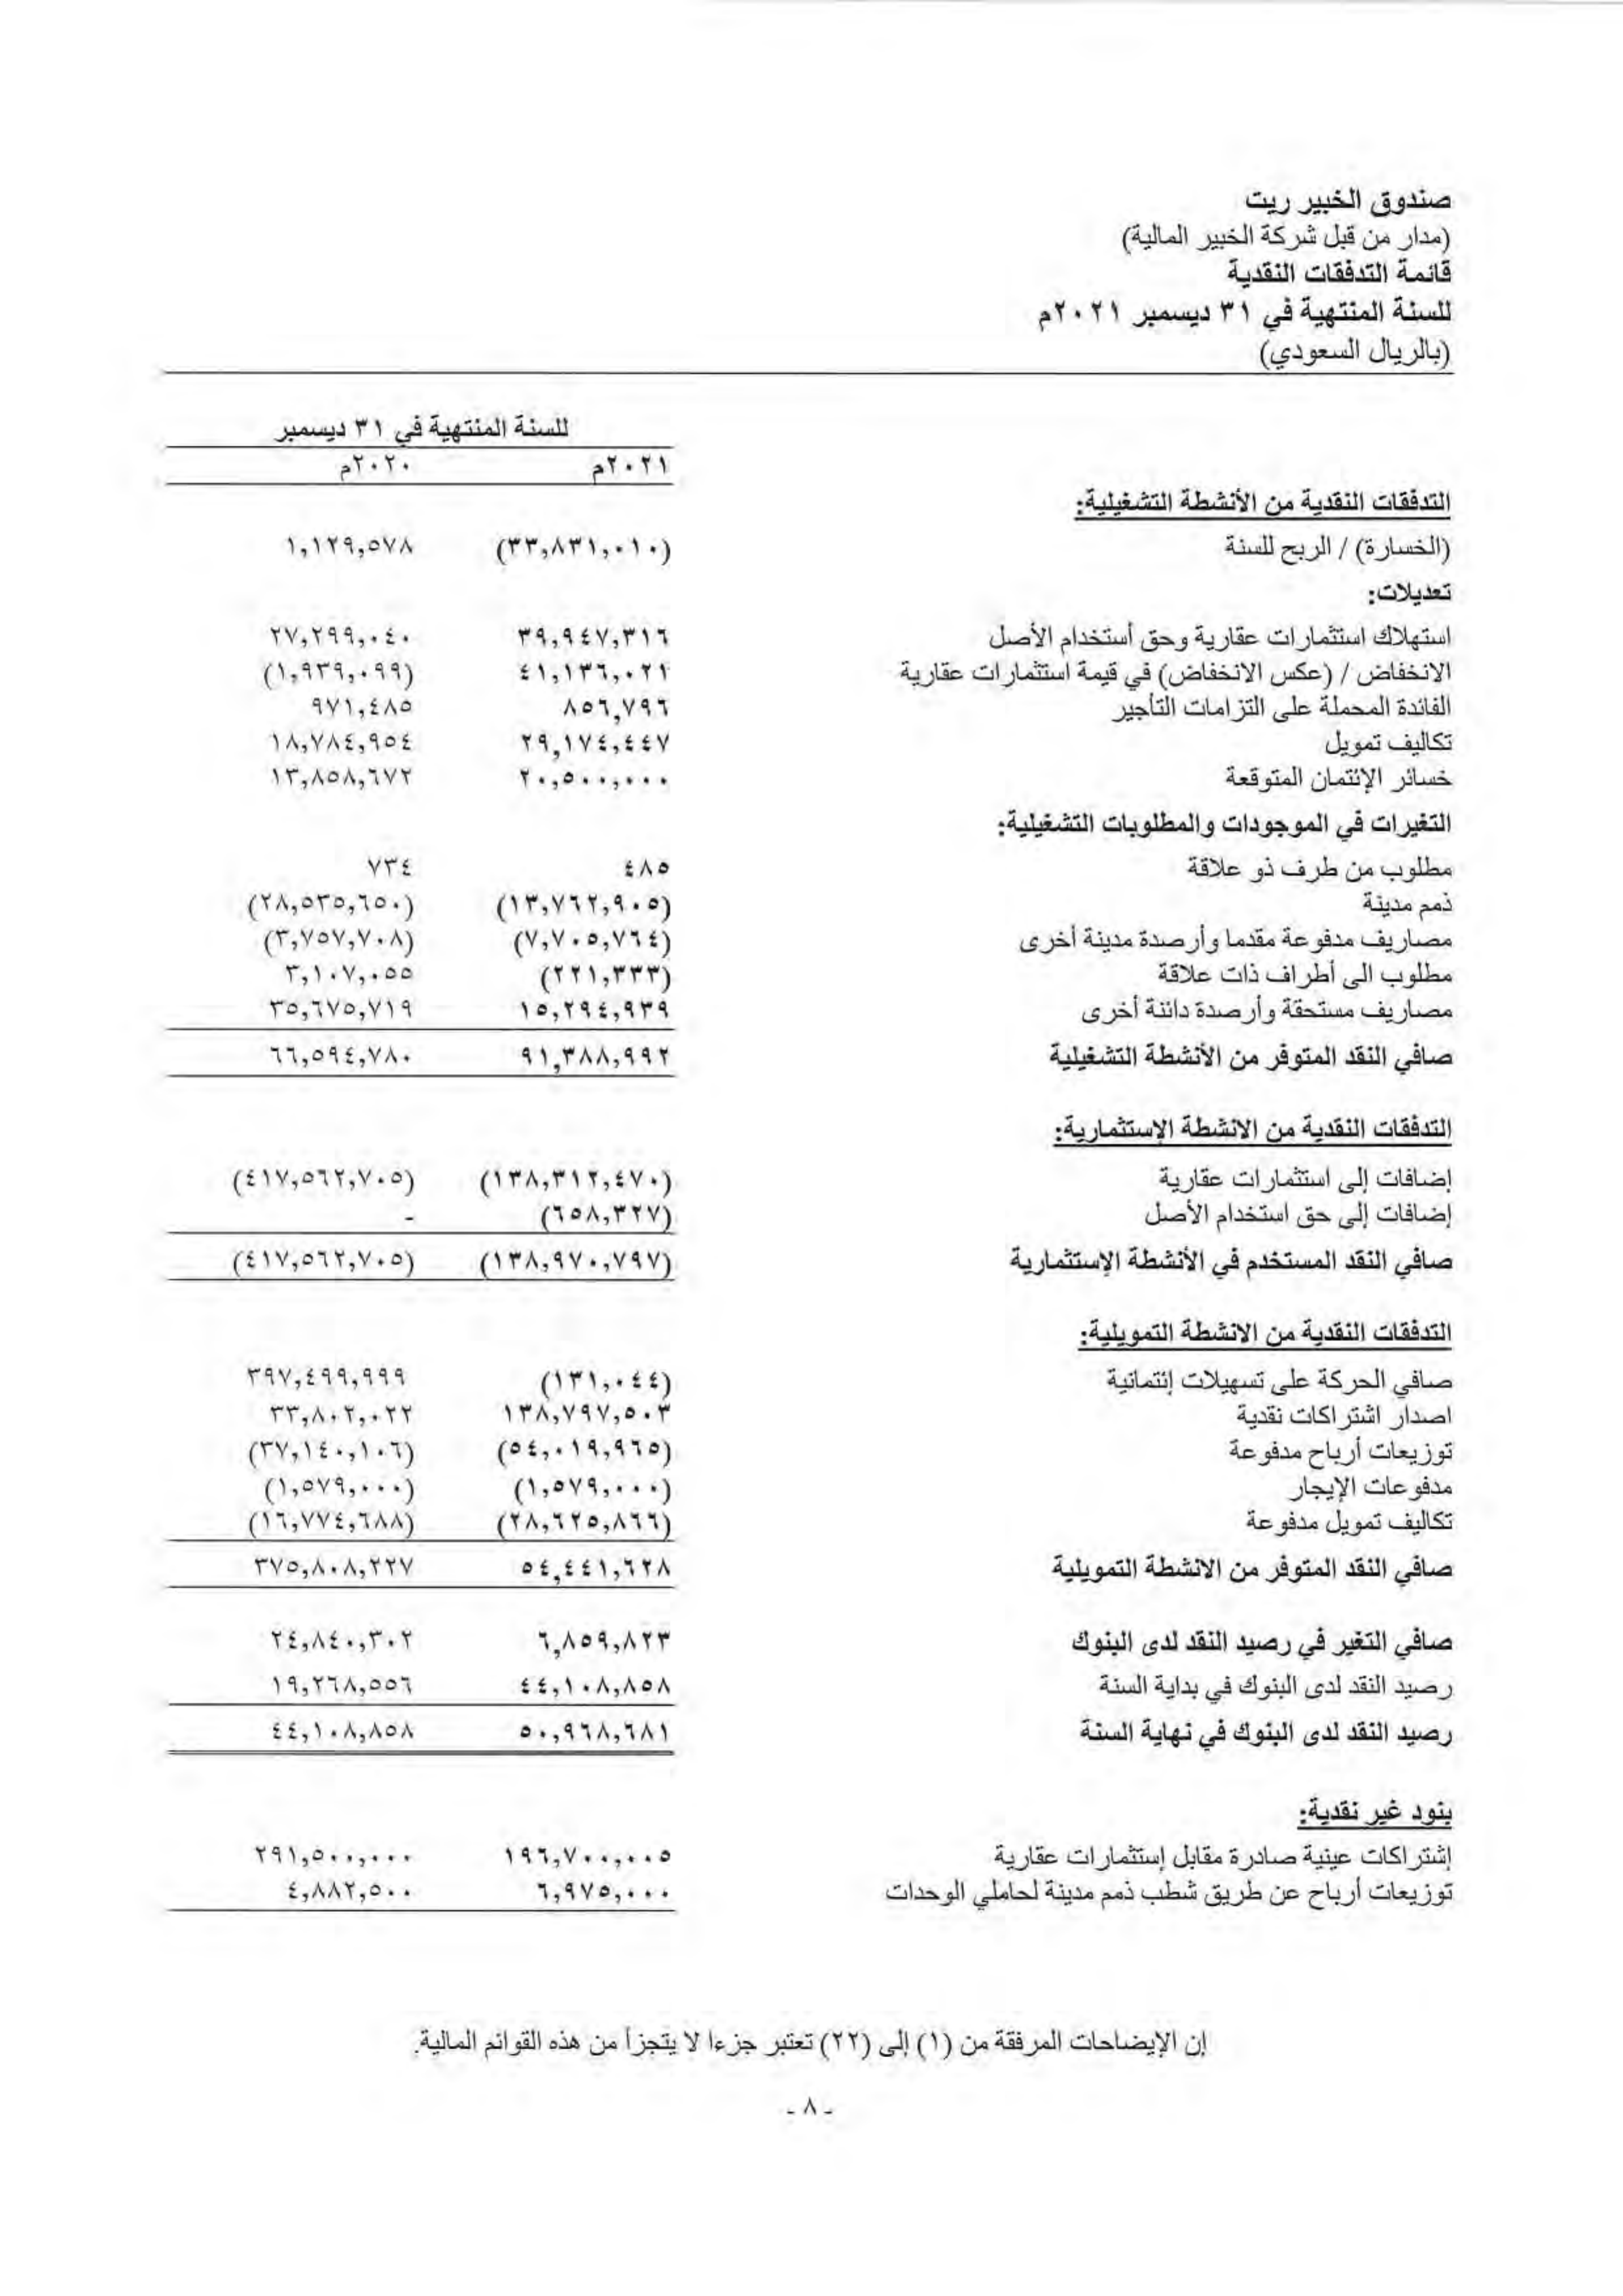 صندوق الخبير ريت
(مدار من قبل شركة الخبير المالية)
قائمة التدفقات النقدية
للسنة المنتهية في ٣١ ديسمبر ٢٠٢١م
(بالريال السعودي)
للسنة المنتهية في ٣١ ديسمبر
٢٠٢١م ٢٠٢٠م
التدفقات النقدية من الأنشطة التشغيلية:
(الخسارة) / الربح للسنة (٣٣,٨٣١,٠١٠) ١,١٢٩,٥٧٨
تعديلات:
استهلاك استثمارات عقارية وحق أستخدام الأصل ٣٩,٩٤٧,٣١٦ ٢٧,٢٩٩,٠٤٠
الانخفاض / (عكس الانخفاض) في قيمة استثمارات عقارية ٤١,١٣٦,٠٢١ (١,٩٣٩,٠٩٩)
الفائدة المحملة على التزامات التأجير ٨٥٦,٧٩٦ ٩٧١,٤٨٥
تكاليف تمويل ٢٩,١٧٤,٤٤٧ ١٨,٧٨٤,٩٥٤
خسائر الإئتمان المتوقعة ٢٠,٥٠٠,٠٠٠ ١٣,٨٥٨,٦٧٢
التغيرات في الموجودات والمطلوبات التشغيلية:
مطلوب من طرف ذو علاقة ٤٨٥ ٧٣٤
ذمم مدينة (١٣,٧٦٢,٩٠٥) (٢٨,٥٣٥,٦٥٠)
مصاريف مدفوعة مقدما وأرصدة مدينة أخرى (٧,٧٠٥,٧٦٤) (٣,٧٥٧,٧٠٨)
مطلوب الى أطراف ذات علاقة (٢٢١,٣٣٣) ٣,١٠٧,٠٥٥
مصاريف مستحقة وأرصدة دائنة أخرى ١٥,٢٩٤,٩٣٩ ٣٥,٦٧٥,٧١٩
صافي النقد المتوفر من الأنشطة التشغيلية ٩١,٣٨٨,٩٩٢ ٦٦,٥٩٤,٧٨٠
التدفقات النقدية من الانشطة الإستثمارية:
إضافات إلى استثمارات عقارية (١٣٨,٣١٢,٤٧٠) (٤١٧,٥٦٢,٧٠٥)
إضافات إلى حق استخدام الأصل (٦٥٨,٣٢٧) -
صافي النقد المستخدم في الأنشطة الإستثمارية (١٣٨,٩٧٠,٧٩٧) (٤١٧,٥٦٢,٧٠٥)
التدفقات النقدية من الانشطة التمويلية:
صافي الحركة على تسهيلات إئتمانية (١٣١,٠٤٤) ٣٩٧,٤٩٩,٩٩٩
اصدار اشتراكات نقدية ١٣٨,٧٩٧,٥٠٣ ٣٣,٨٠٢,٠٢٢
توزيعات أرباح مدفوعة (٥٤,٠١٩,٩٦٥) (٣٧,١٤٠,١٠٦)
مدفوعات الإيجار (١,٥٧٩,٠٠٠) (١,٥٧٩,٠٠٠)
تكاليف تمويل مدفوعة (٢٨,٦٢٥,٨٦٦) (١٦,٧٧٤,٦٨٨)
صافي النقد المتوفر من الانشطة التمويلية ٥٤,٤٤١,٦٢٨ ٣٧٥,٨٠٨,٢٢٧
صافي التغير في رصيد النقد لدى البنوك ٦,٨٥٩,٨٢٣ ٢٤,٨٤٠,٣٠٢
رصيد النقد لدى البنوك في بداية السنة ٤٤,١٠٨,٨٥٨ ١٩,٢٦٨,٥٥٦
رصيد النقد لدى البنوك في نهاية السنة ٥٠,٩٦٨,٦٨١ ٤٤,١٠٨,٨٥٨
بنود غير نقدية:
إشتراكات عينية صادرة مقابل إستثمارات عقارية ١٩٦,٧٠٠,٠٠٥ ٢٩١,٥٠٠,٠٠٠
توزيعات أرباح عن طريق شطب ذمم مدينة لحاملي الوحدات ٦,٩٧٥,٠٠٠ ٤,٨٨٢,٥٠٠
إن الإيضاحات المرفقة من (١) إلى (٢٢) تعتبر جزءا لا يتجزأ من هذه القوائم المالية.
- ٨ -